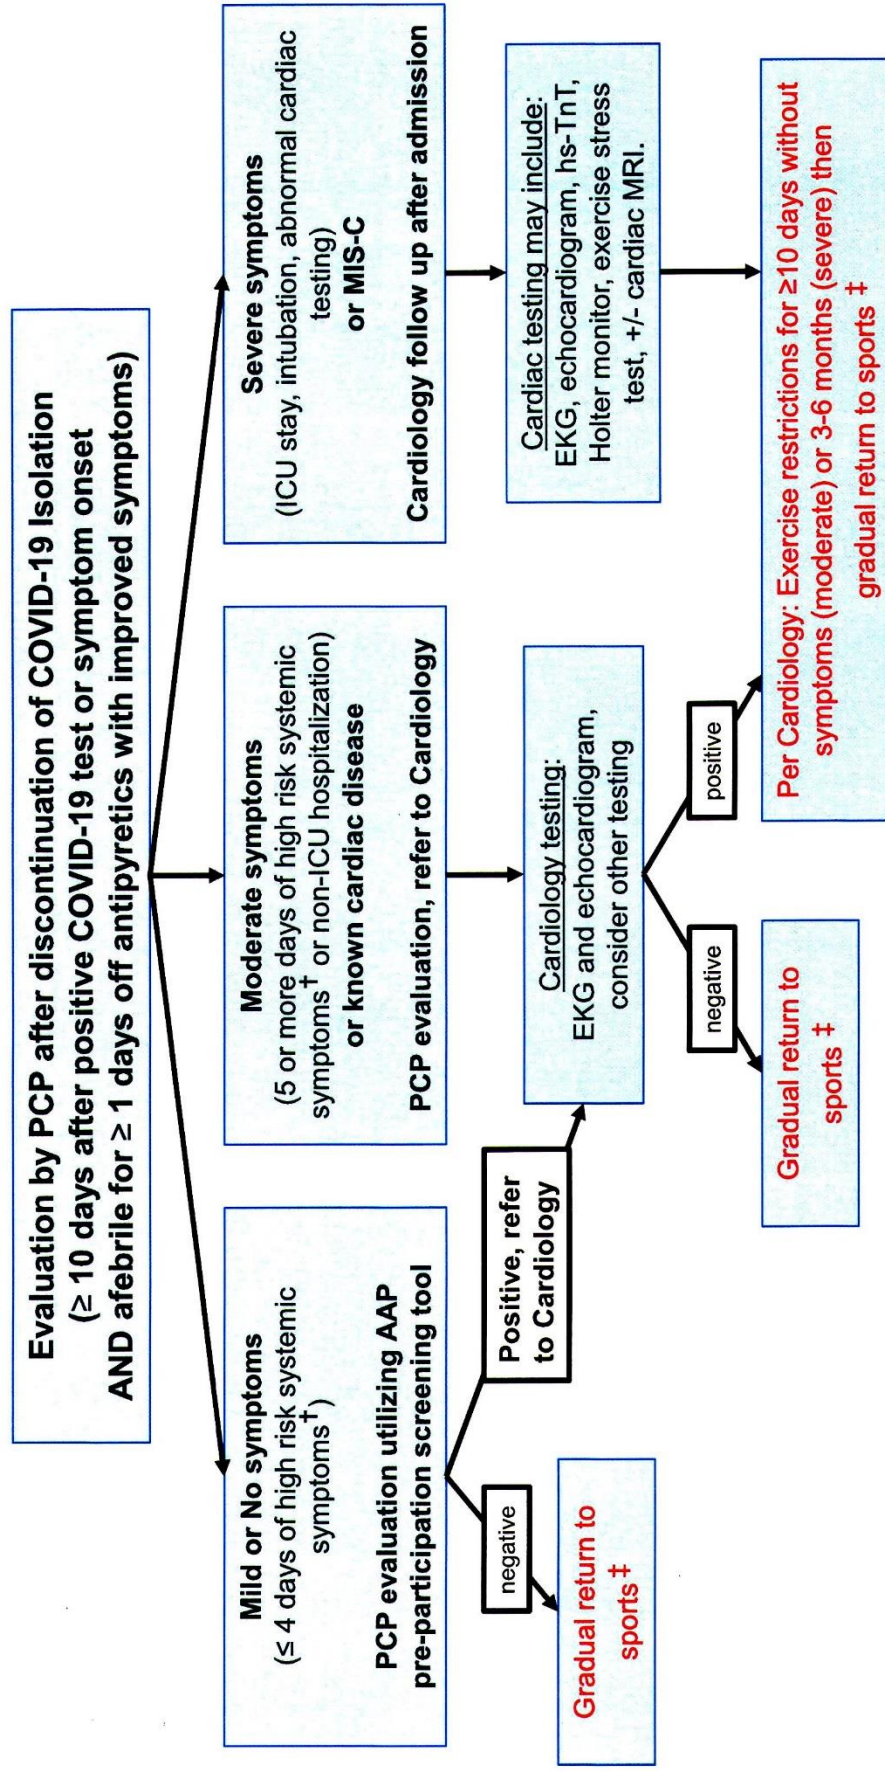 Evaluation by PCP after discontinuation of COVID-19 Isolation
(≥ 10 days after positive COVID-19 test or symptom onset
AND afebrile for ≥ 1 days off antipyretics with improved symptoms)
Mild or No symptoms
(≤ 4 days of high risk systemic
symptoms†)
PCP evaluation utilizing AAP
pre-participation screening tool
Moderate symptoms
(5 or more days of high risk systemic
symptoms† or non-ICU hospitalization)
or known cardiac disease
PCP evaluation, refer to Cardiology
Severe symptoms
(ICU stay, intubation, abnormal cardiac
testing)
or MIS-C
Cardiology follow up after admission
negative
Positive, refer
to Cardiology
Gradual return to
sports ‡
Cardiology testing:
EKG and echocardiogram,
consider other testing
Cardiac testing may include:
EKG, echocardiogram, hs-TnT,
Holter monitor, exercise stress
test, +/- cardiac MRI.
negative
positive
Gradual return to
sports ‡
Per Cardiology: Exercise restrictions for ≥10 days without
symptoms (moderate) or 3-6 months (severe) then
gradual return to sports ‡